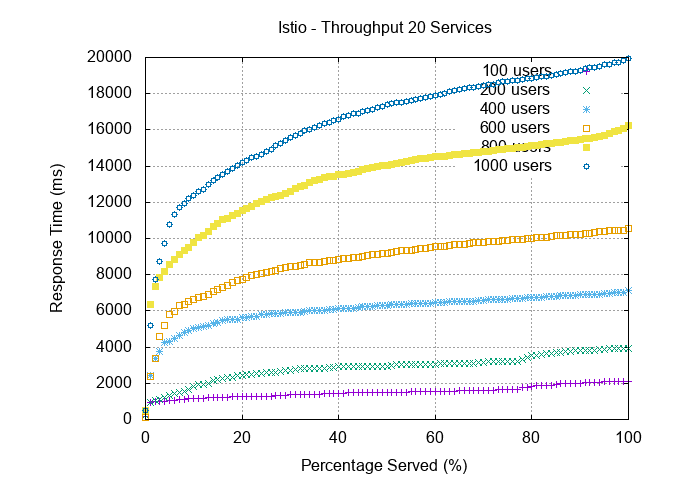 Istio - Throughput 20 Services
20000
18000
16000
14000
12000
10000
8000
6000
4000
2000
0
Response Time (ms)
100 users
200 users
400 users
600 users
800 users
1000 users
0 20 40 60 80 100
Percentage Served (%)